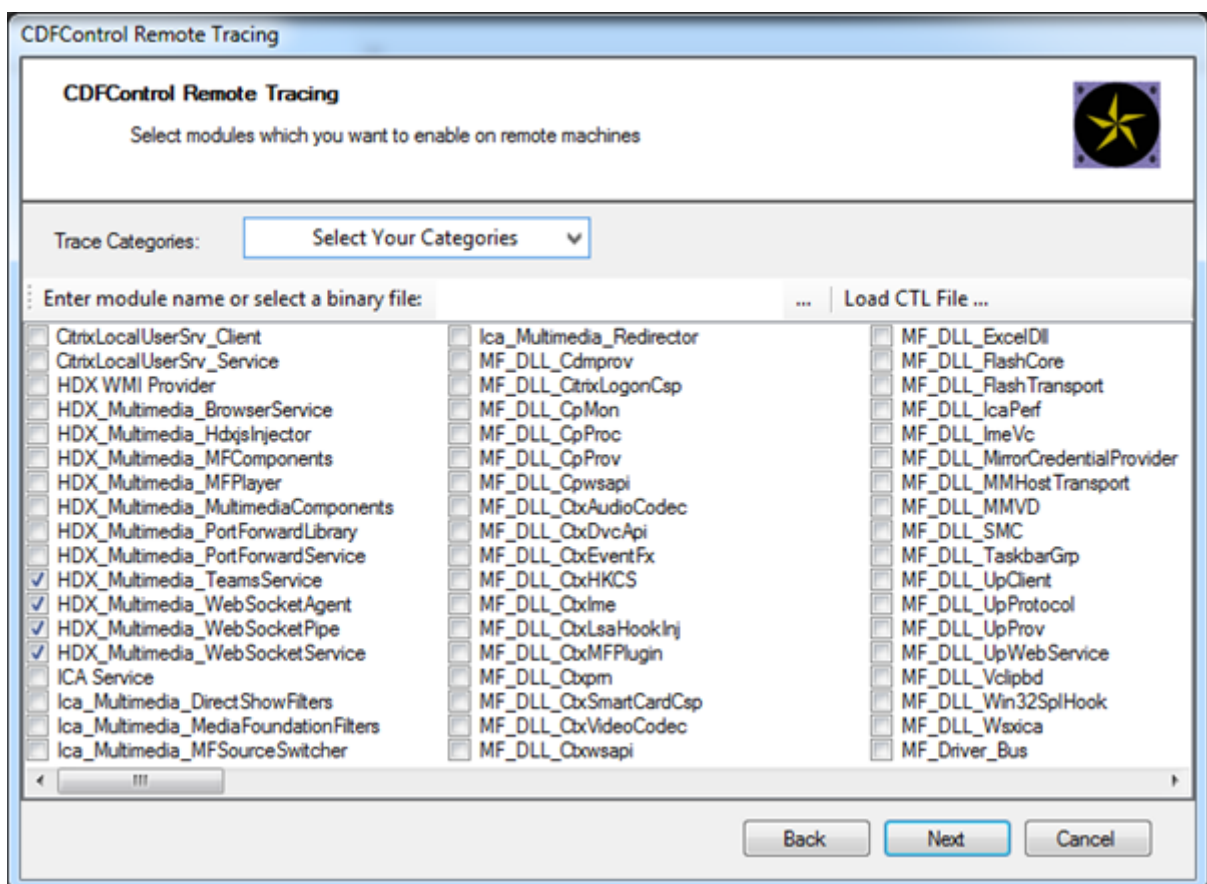 CDFControl Remote Tracing
CDFControl Remote Tracing
Select modules which you want to enable on remote machines
Trace Categories:
Select Your Categories
Enter module name or select a binary file:
...
Load CTL File ...
CitrixLocalUserSrv_Client
CitrixLocalUserSrv_Service
HDX WMI Provider
HDX_Multimedia_BrowserService
HDX_Multimedia_HdxjsInjector
HDX_Multimedia_MFComponents
HDX_Multimedia_MFPlayer
HDX_Multimedia_MultimediaComponents
HDX_Multimedia_PortForwardLibrary
HDX_Multimedia_PortForwardService
HDX_Multimedia_TeamsService
HDX_Multimedia_WebSocketAgent
HDX_Multimedia_WebSocketPipe
HDX_Multimedia_WebSocketService
ICA Service
Ica_Multimedia_DirectShowFilters
Ica_Multimedia_MediaFoundationFilters
Ica_Multimedia_MFSourceSwitcher
Ica_Multimedia_Redirector
MF_DLL_Cdmprov
MF_DLL_CitrixLogonCsp
MF_DLL_CpMon
MF_DLL_CpProc
MF_DLL_CpProv
MF_DLL_Cpwsapi
MF_DLL_CtxAudioCodec
MF_DLL_CtxDvcApi
MF_DLL_CtxEventFx
MF_DLL_CtxHKCS
MF_DLL_CtxIme
MF_DLL_CtxLsaHookInj
MF_DLL_CtxMFPlugin
MF_DLL_Ctxprn
MF_DLL_CtxSmartCardCsp
MF_DLL_CtxVideoCodec
MF_DLL_Ctxwsapi
MF_DLL_ExcelDll
MF_DLL_FlashCore
MF_DLL_FlashTransport
MF_DLL_IcaPerf
MF_DLL_ImeVc
MF_DLL_MirrorCredentialProvider
MF_DLL_MMHostTransport
MF_DLL_MMVD
MF_DLL_SMC
MF_DLL_TaskbarGrp
MF_DLL_UpClient
MF_DLL_UpProtocol
MF_DLL_UpProv
MF_DLL_UpWebService
MF_DLL_Vclipbd
MF_DLL_Win32SplHook
MF_DLL_Wsxica
MF_Driver_Bus
Back
Next
Cancel